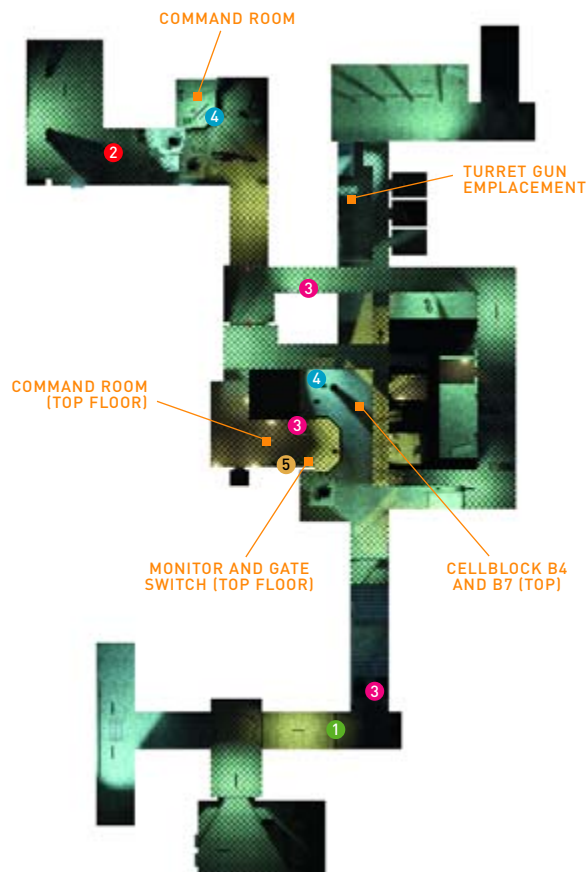 COMMAND ROOM
4
2
TURRET GUN
EMPLACEMENT
3
COMMAND ROOM
(TOP FLOOR)
4
3
5
MONITOR AND GATE
SWITCH (TOP FLOOR)
CELLBLOCK B4
AND B7 (TOP)
3
1